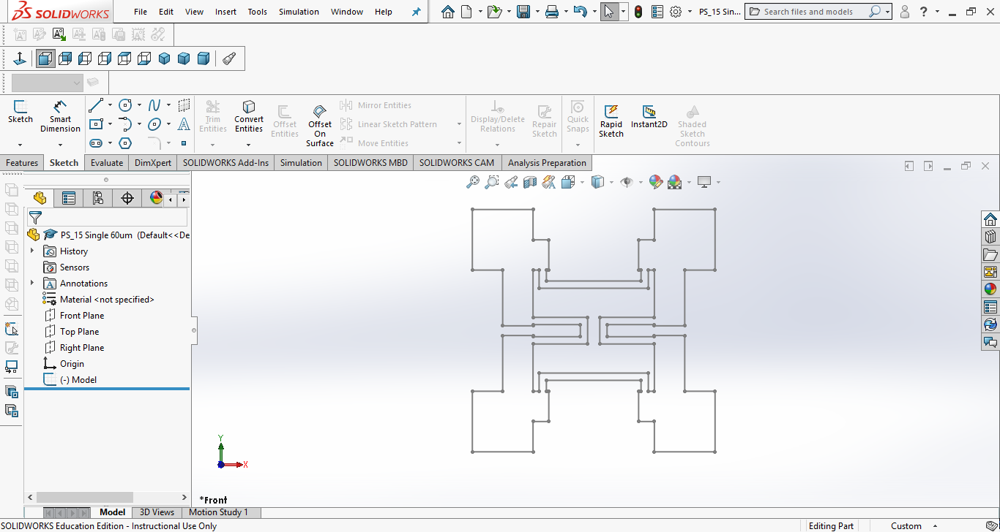 SOLIDWORKS File Edit View Insert Tools Simulation Window Help PS_15 Sin... Search files and models ?
Sketch Smart Dimension Trim Entities Convert Entities Offset Entities Offset On Surface Mirror Entities Linear Sketch Pattern Move Entities Display/Delete Relations Repair Sketch Quick Snaps Rapid Sketch Instant2D Shaded Sketch Contours
Features Sketch Evaluate DimXpert SOLIDWORKS Add-Ins Simulation SOLIDWORKS MBD SOLIDWORKS CAM Analysis Preparation
PS_15 Single 60um (Default<<De
History
Sensors
A Annotations
Material <not specified>
Front Plane
Top Plane
Right Plane
Origin
(-) Model
Y
X
*Front
Model 3D Views Motion Study 1
SOLIDWORKS Education Edition - Instructional Use Only Editing Part Custom